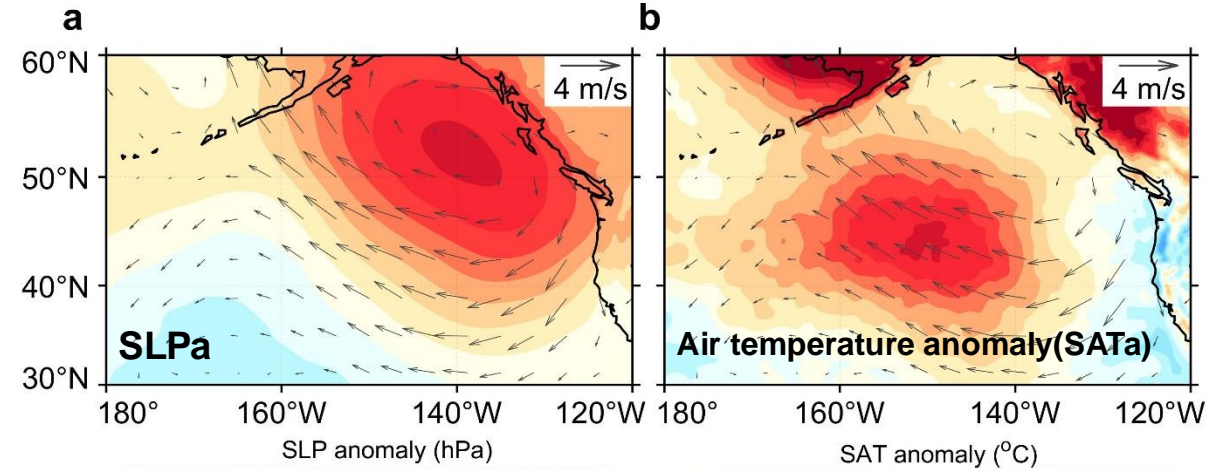 a
b
60°N
50°N
40°N
30°N
4 m/s
4 m/s
SLPa
Air temperature anomaly(SATa)
180° 160°W 140°W 120°W
180° 160°W 140°W 120°W
SLP anomaly (hPa)
SAT anomaly (°C)